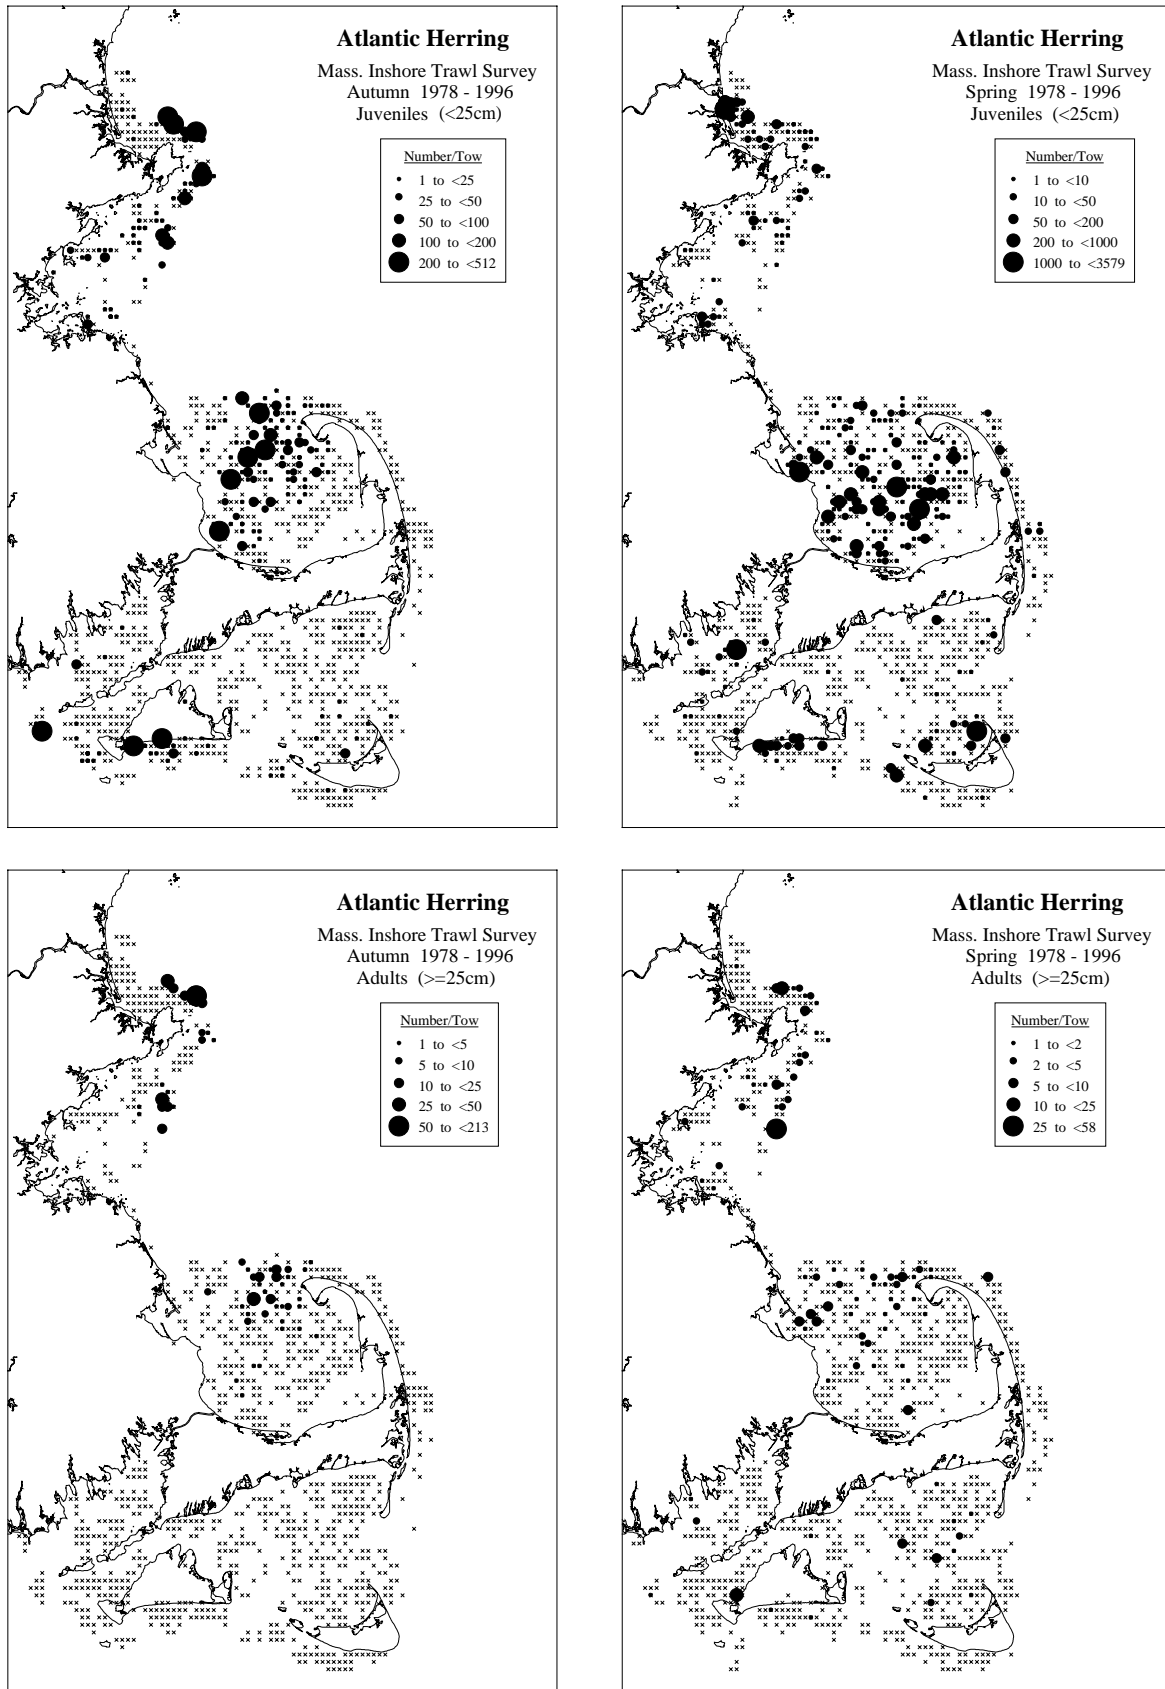 Atlantic Herring
Mass. Inshore Trawl Survey
Autumn 1978 - 1996
Juveniles (<25cm)
Number/Tow
1 to <25
25 to <50
50 to <100
100 to <200
200 to <512
Atlantic Herring
Mass. Inshore Trawl Survey
Spring 1978 - 1996
Juveniles (<25cm)
Number/Tow
1 to <10
10 to <50
50 to <200
200 to <1000
1000 to <3579
Atlantic Herring
Mass. Inshore Trawl Survey
Autumn 1978 - 1996
Adults (>=25cm)
Number/Tow
1 to <5
5 to <10
10 to <25
25 to <50
50 to <213
Atlantic Herring
Mass. Inshore Trawl Survey
Spring 1978 - 1996
Adults (>=25cm)
Number/Tow
1 to <2
2 to <5
5 to <10
10 to <25
25 to <58